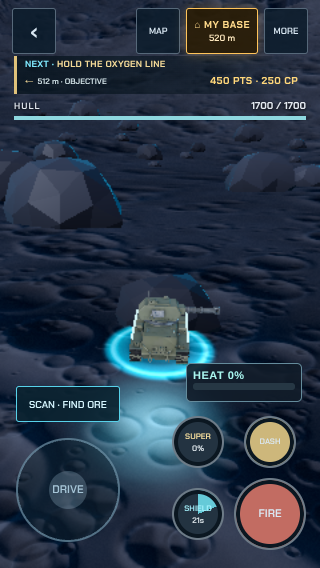 ‹
MAP
⌂ MY BASE
520 m
MORE
NEXT · HOLD THE OXYGEN LINE
← 512 m · OBJECTIVE
450 PTS · 250 CP
HULL
1700 / 1700
HEAT 0%
SCAN · FIND ORE
SUPER
0%
DASH
DRIVE
SHIELD
21s
FIRE